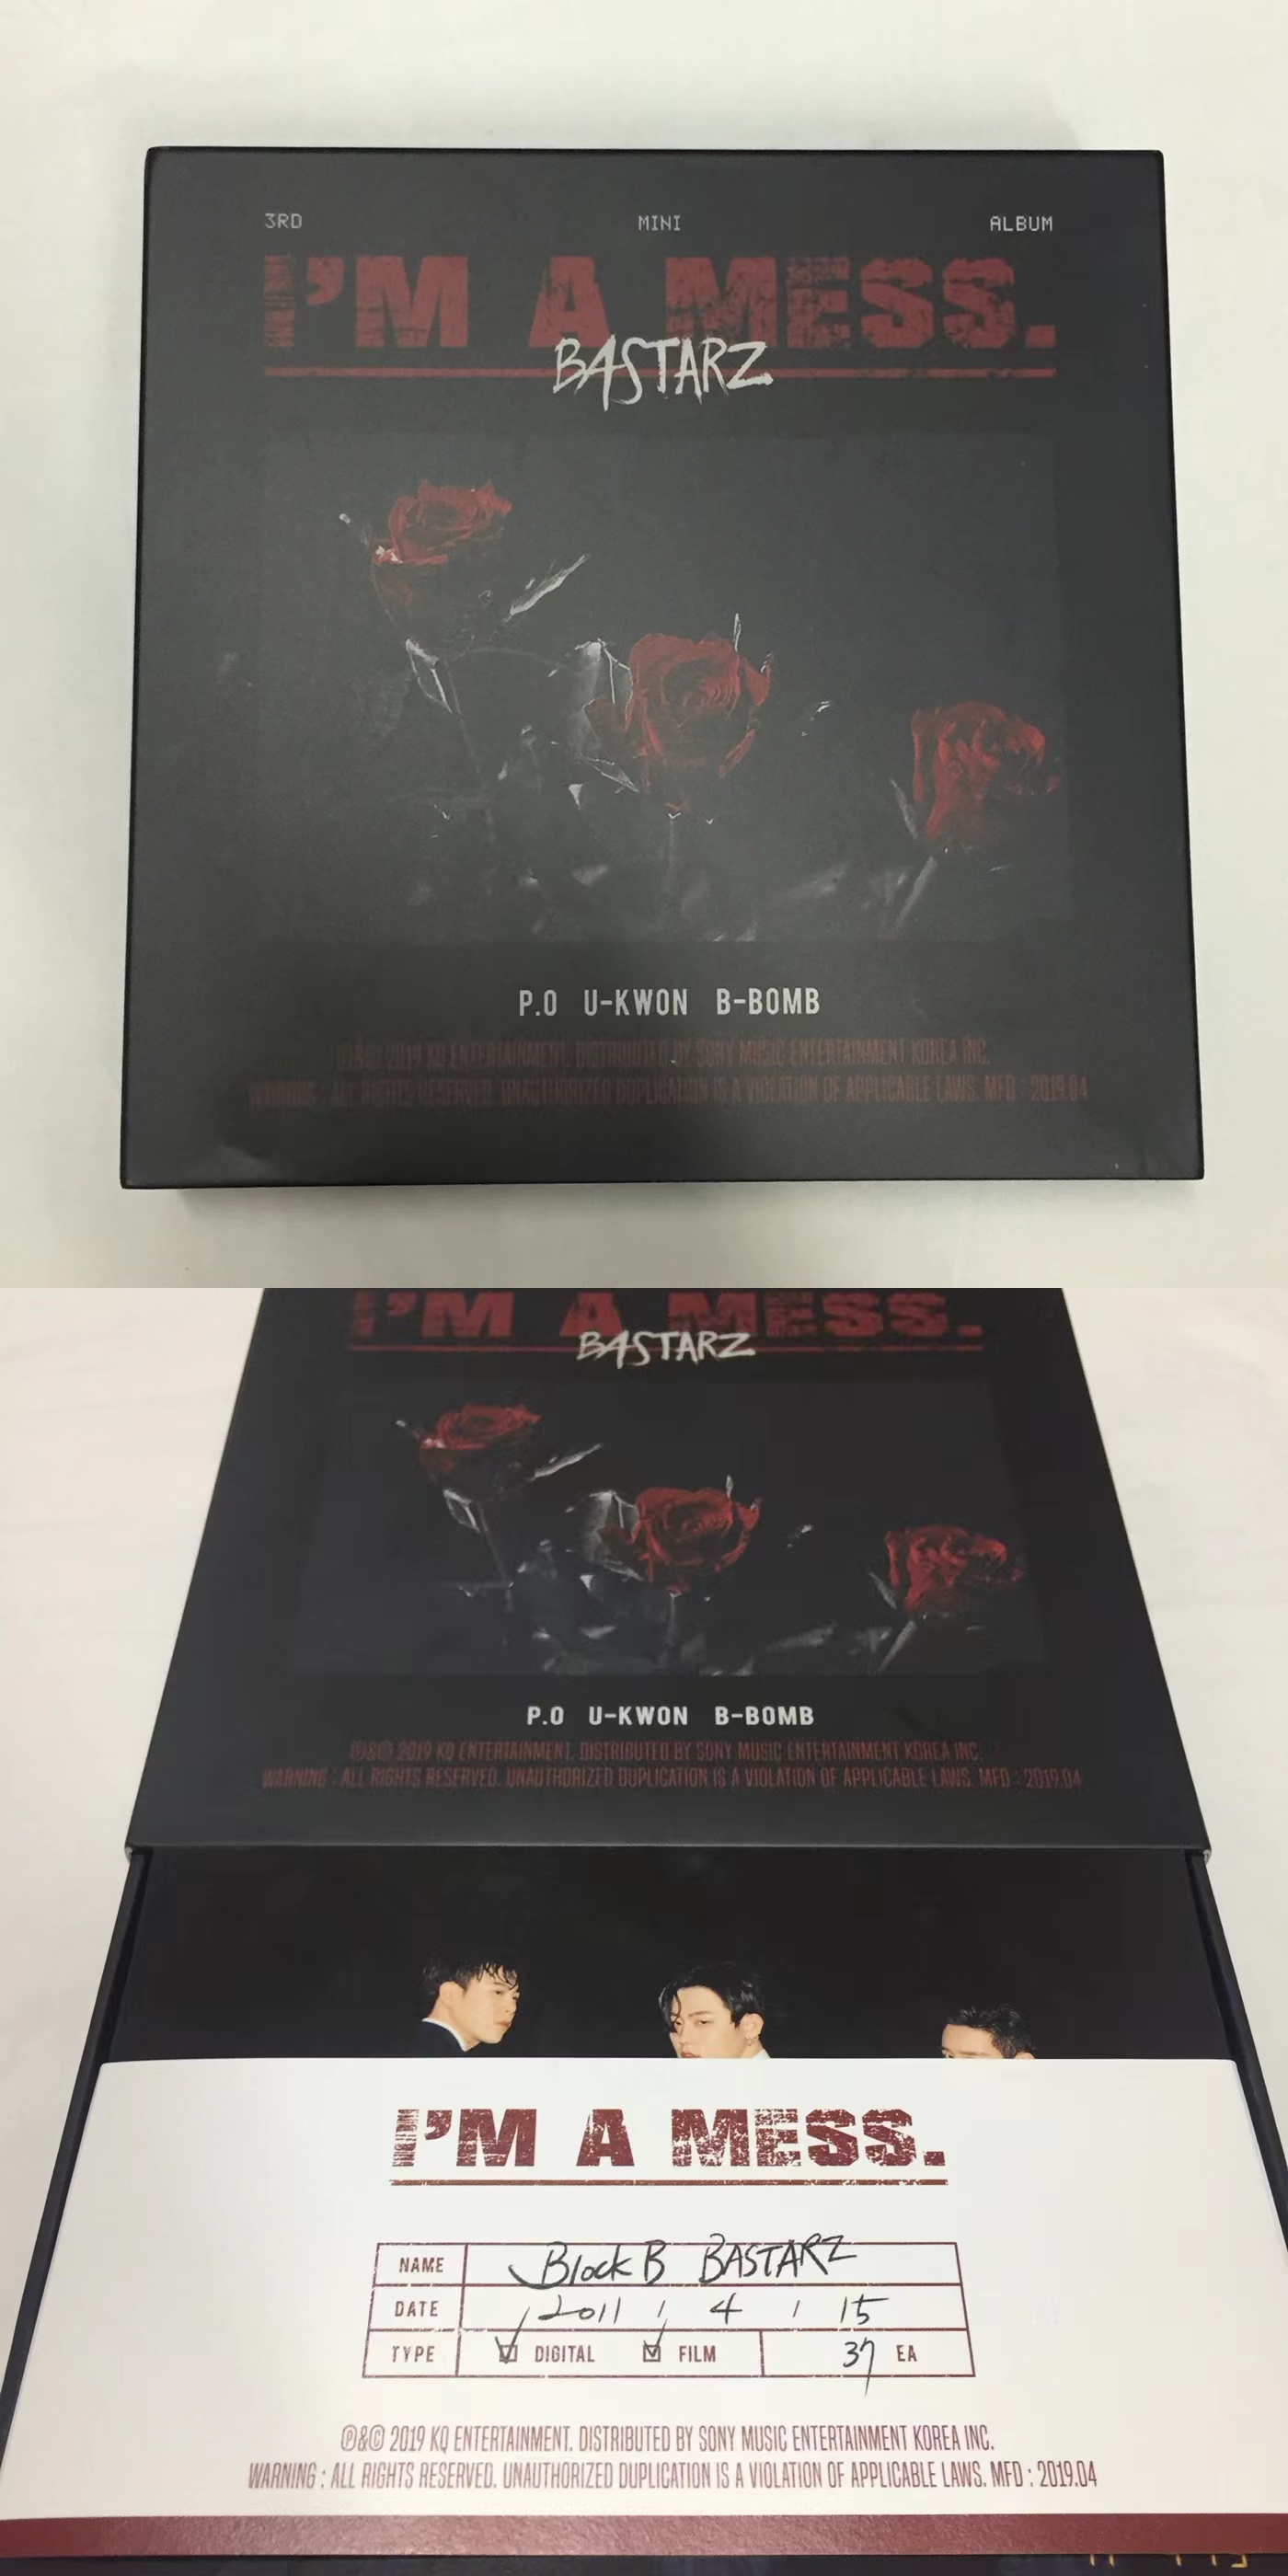 3RD MINI ALBUM
I'M A MESS.
BASTARZ
P.O U-KWON B-BOMB
Ⓟ&© 2019 KQ ENTERTAINMENT. DISTRIBUTED BY SONY MUSIC ENTERTAINMENT KOREA INC.
WARNING : ALL RIGHTS RESERVED. UNAUTHORIZED DUPLICATION IS A VIOLATION OF APPLICABLE LAWS. MFD : 2019.04
I'M A MESS.
BASTARZ
P.O U-KWON B-BOMB
Ⓟ&© 2019 KQ ENTERTAINMENT. DISTRIBUTED BY SONY MUSIC ENTERTAINMENT KOREA INC.
WARNING : ALL RIGHTS RESERVED. UNAUTHORIZED DUPLICATION IS A VIOLATION OF APPLICABLE LAWS. MFD : 2019.04
I'M A MESS.
NAME Block B BASTARZ
DATE 2011 / 4 / 15
TYPE DIGITAL FILM 37 EA
Ⓟ&© 2019 KQ ENTERTAINMENT. DISTRIBUTED BY SONY MUSIC ENTERTAINMENT KOREA INC.
WARNING : ALL RIGHTS RESERVED. UNAUTHORIZED DUPLICATION IS A VIOLATION OF APPLICABLE LAWS. MFD : 2019.04